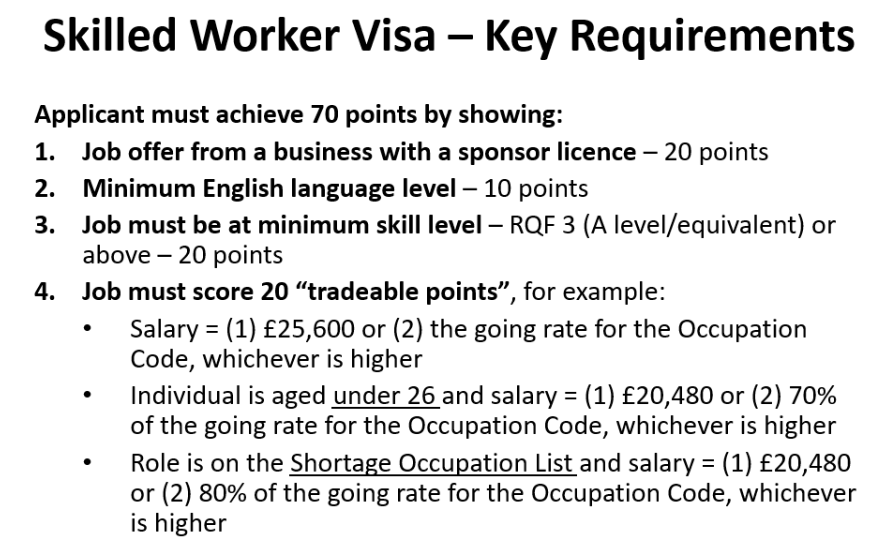 Skilled Worker Visa – Key Requirements
Applicant must achieve 70 points by showing:
1. Job offer from a business with a sponsor licence – 20 points
2. Minimum English language level – 10 points
3. Job must be at minimum skill level – RQF 3 (A level/equivalent) or
above – 20 points
4. Job must score 20 “tradeable points”, for example:
• Salary = (1) £25,600 or (2) the going rate for the Occupation
Code, whichever is higher
• Individual is aged under 26 and salary = (1) £20,480 or (2) 70%
of the going rate for the Occupation Code, whichever is higher
• Role is on the Shortage Occupation List and salary = (1) £20,480
or (2) 80% of the going rate for the Occupation Code, whichever
is higher